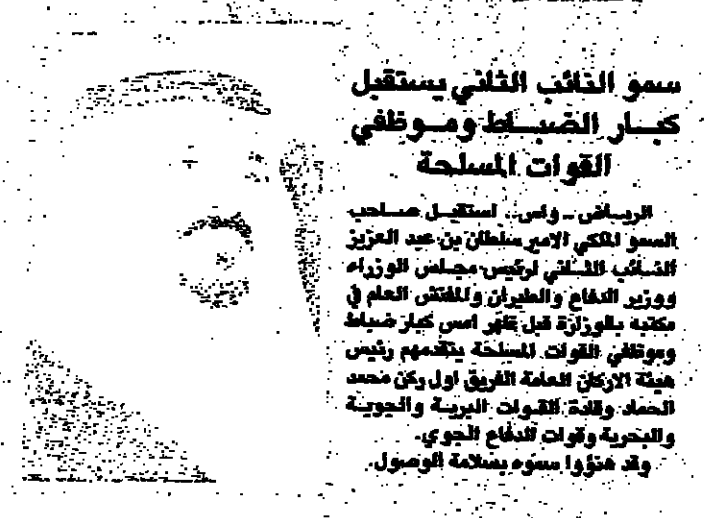 سمو النائب الثاني يستقبل
كبار الضباط وموظفي
القوات المسلحة
الرياض ـ واس.. استقبل صاحب
السمو الملكي الامير سلطان بن عبد العزيز
النائب الثاني لرئيس مجلس الوزراء
ووزير الدفاع والطيران والمفتش العام في
مكتبه بالوزارة قبل ظهر امس كبار ضباط
وموظفي القوات المسلحة يتقدمهم رئيس
هيئة الاركان العامة الفريق اول ركن محمد
الحماد وقادة القوات البرية والجوية
والبحرية وقوات الدفاع الجوي.
وقد هنؤوا سموه بسلامة الوصول.